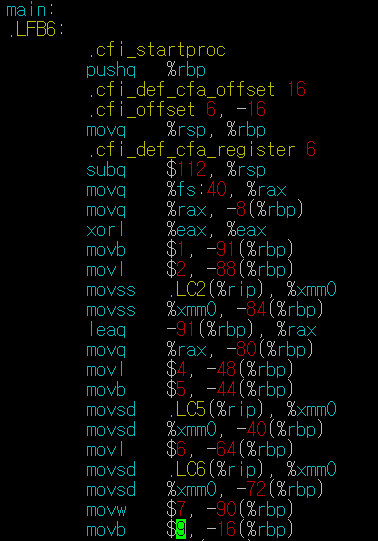 main:
.LFB6:
.cfi_startproc
pushq %rbp
.cfi_def_cfa_offset 16
.cfi_offset 6, -16
movq %rsp, %rbp
.cfi_def_cfa_register 6
subq $112, %rsp
movq %fs:40, %rax
movq %rax, -8(%rbp)
xorl %eax, %eax
movb $1, -91(%rbp)
movl $2, -88(%rbp)
movss .LC2(%rip), %xmm0
movss %xmm0, -84(%rbp)
leaq -91(%rbp), %rax
movq %rax, -80(%rbp)
movl $4, -48(%rbp)
movb $5, -44(%rbp)
movsd .LC5(%rip), %xmm0
movsd %xmm0, -40(%rbp)
movl $6, -64(%rbp)
movsd .LC6(%rip), %xmm0
movsd %xmm0, -72(%rbp)
movw $7, -90(%rbp)
movb $9, -16(%rbp)